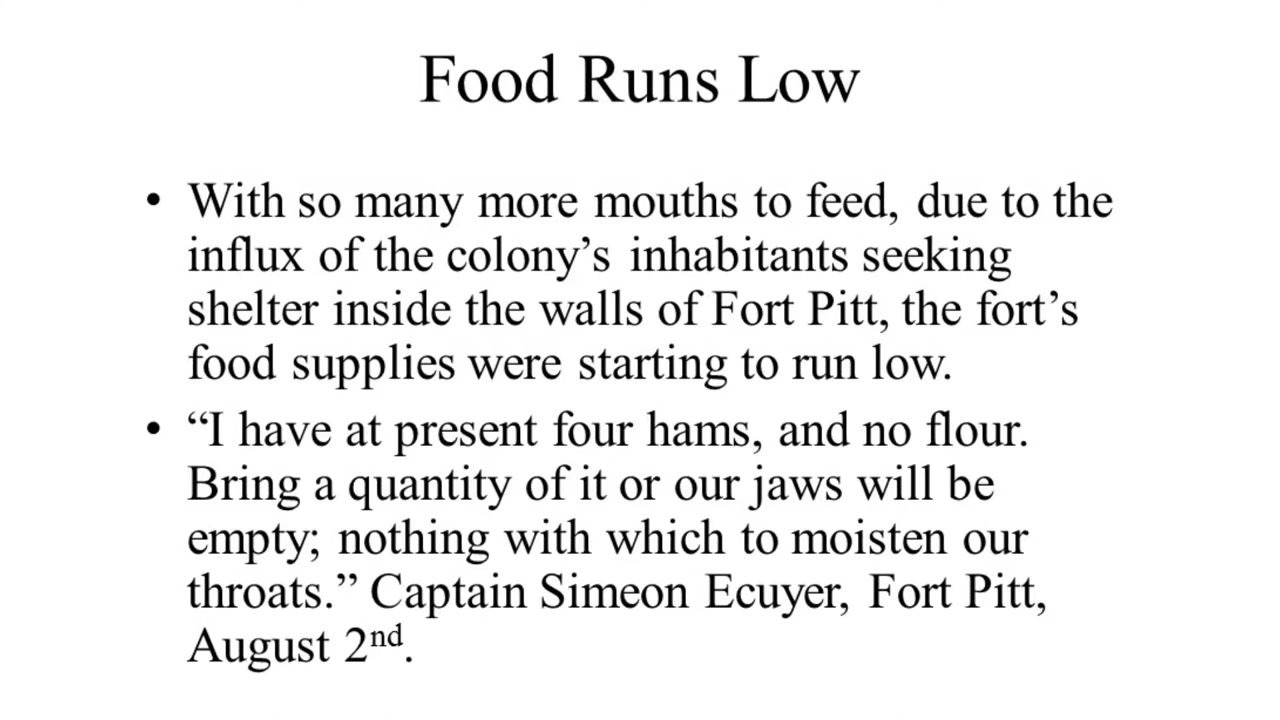 Food Runs Low
• With so many more mouths to feed, due to the
influx of the colony’s inhabitants seeking
shelter inside the walls of Fort Pitt, the fort’s
food supplies were starting to run low.
• “I have at present four hams, and no flour.
Bring a quantity of it or our jaws will be
empty; nothing with which to moisten our
throats.” Captain Simeon Ecuyer, Fort Pitt,
August 2nd.